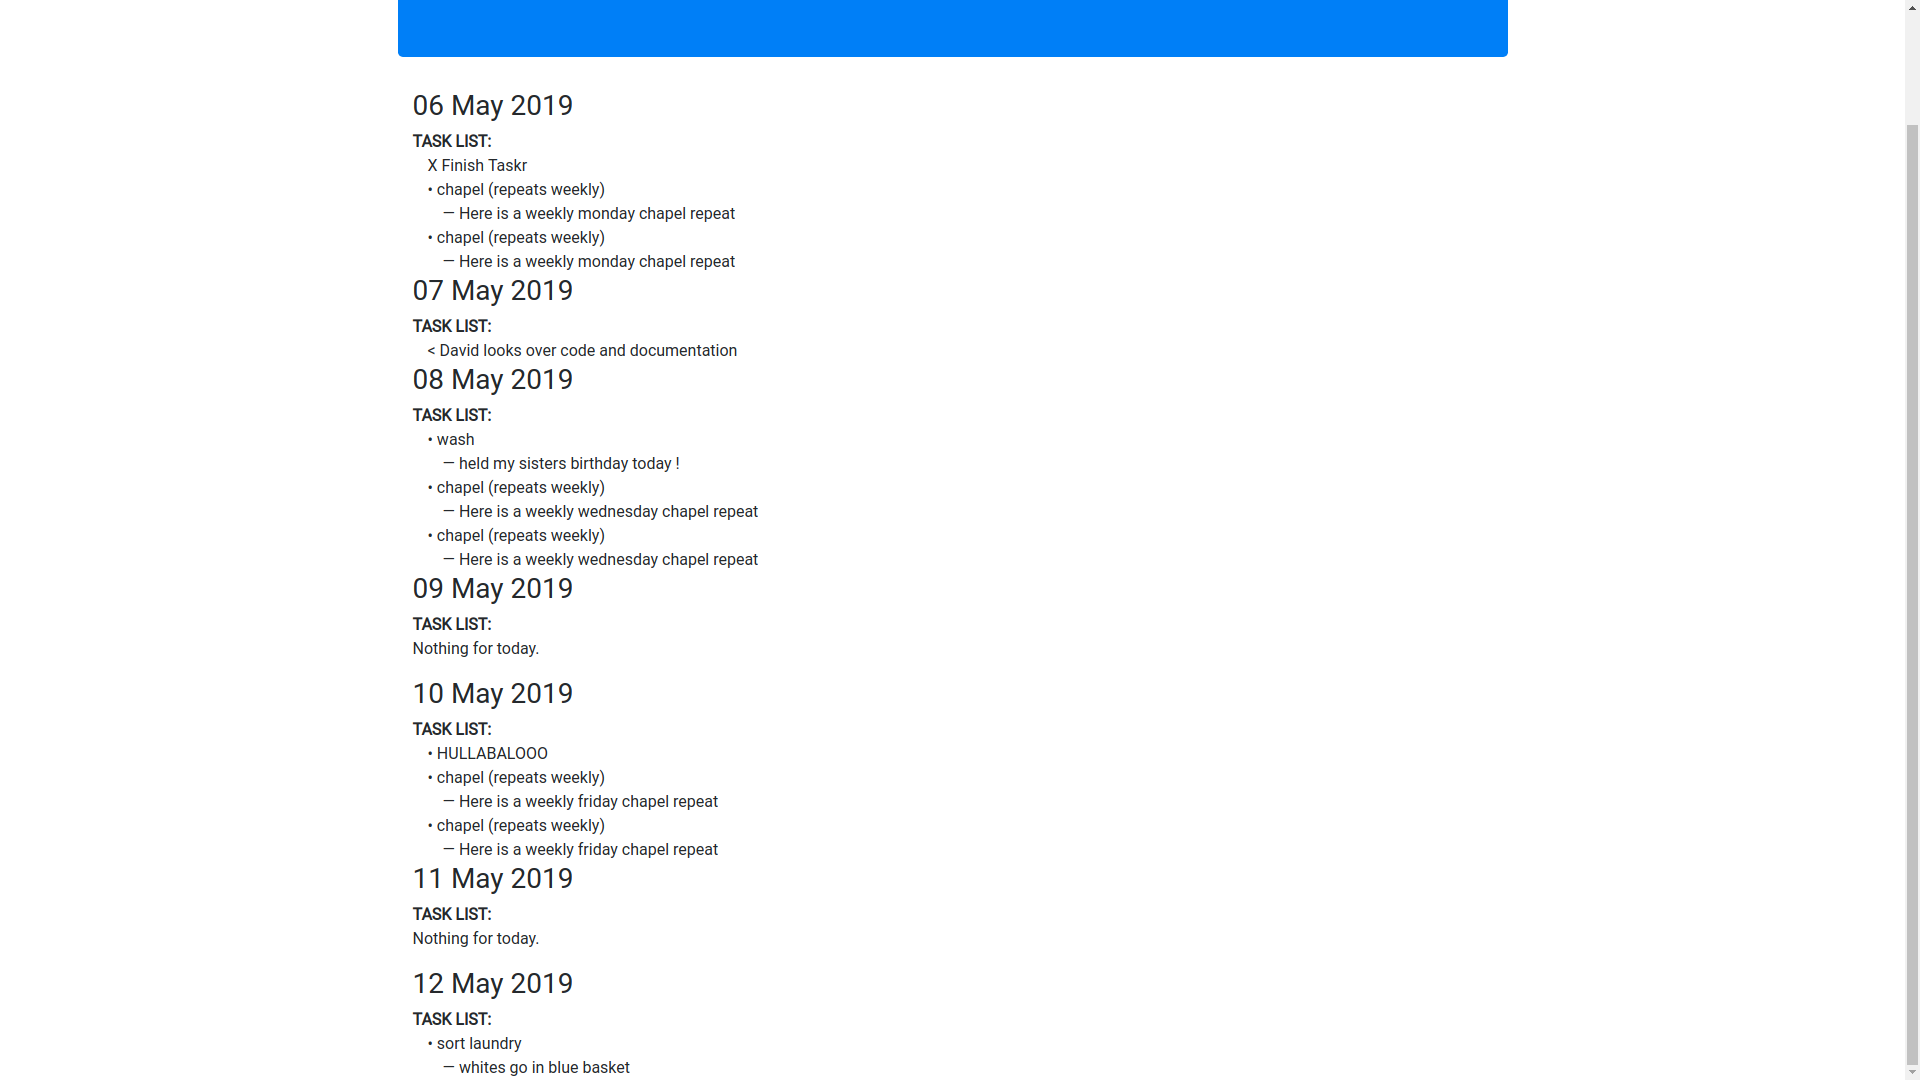 06 May 2019
TASK LIST:
X Finish Taskr
• chapel (repeats weekly)
— Here is a weekly monday chapel repeat
• chapel (repeats weekly)
— Here is a weekly monday chapel repeat
07 May 2019
TASK LIST:
< David looks over code and documentation
08 May 2019
TASK LIST:
• wash
— held my sisters birthday today !
• chapel (repeats weekly)
— Here is a weekly wednesday chapel repeat
• chapel (repeats weekly)
— Here is a weekly wednesday chapel repeat
09 May 2019
TASK LIST:
Nothing for today.
10 May 2019
TASK LIST:
• HULLABALOOO
• chapel (repeats weekly)
— Here is a weekly friday chapel repeat
• chapel (repeats weekly)
— Here is a weekly friday chapel repeat
11 May 2019
TASK LIST:
Nothing for today.
12 May 2019
TASK LIST:
• sort laundry
— whites go in blue basket